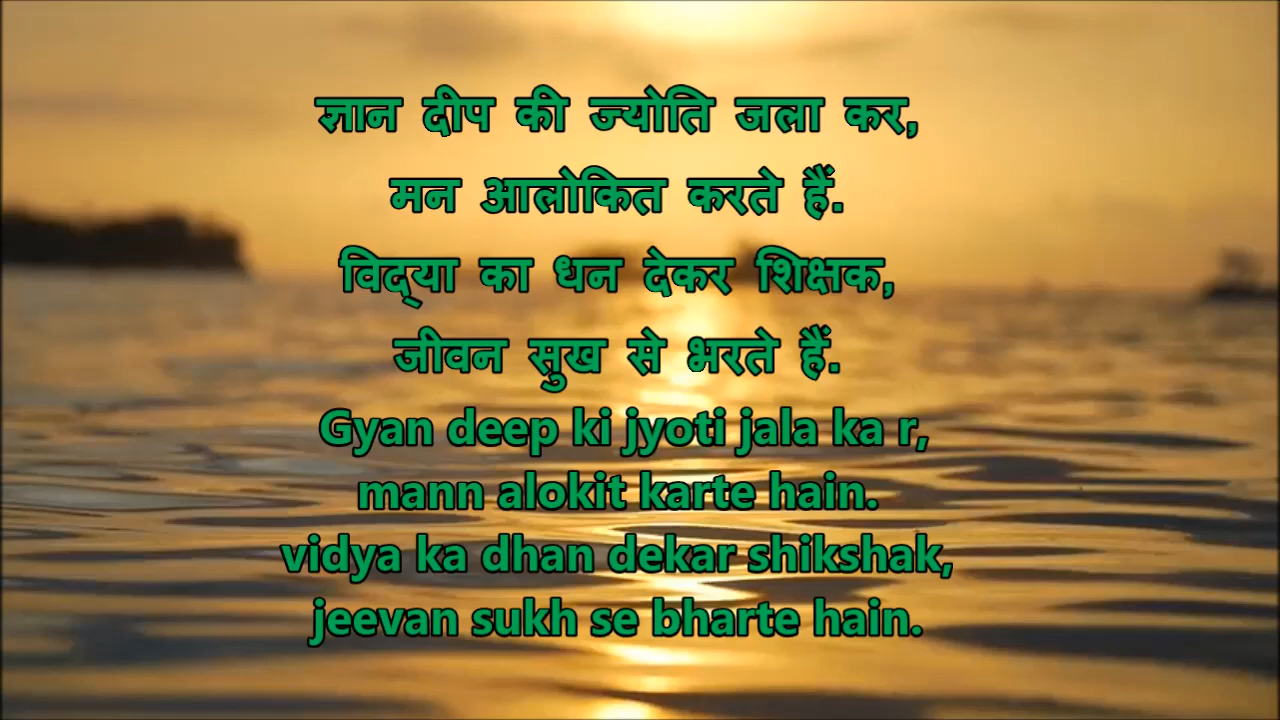 ज्ञान दीप की ज्योति जला कर,
मन आलोकित करते हैं.
विद्‌या का धन देकर शिक्षक,
जीवन सुख से भरते हैं.
Gyan deep ki jyoti jala ka r,
mann alokit karte hain.
vidya ka dhan dekar shikshak,
jeevan sukh se bharte hain.